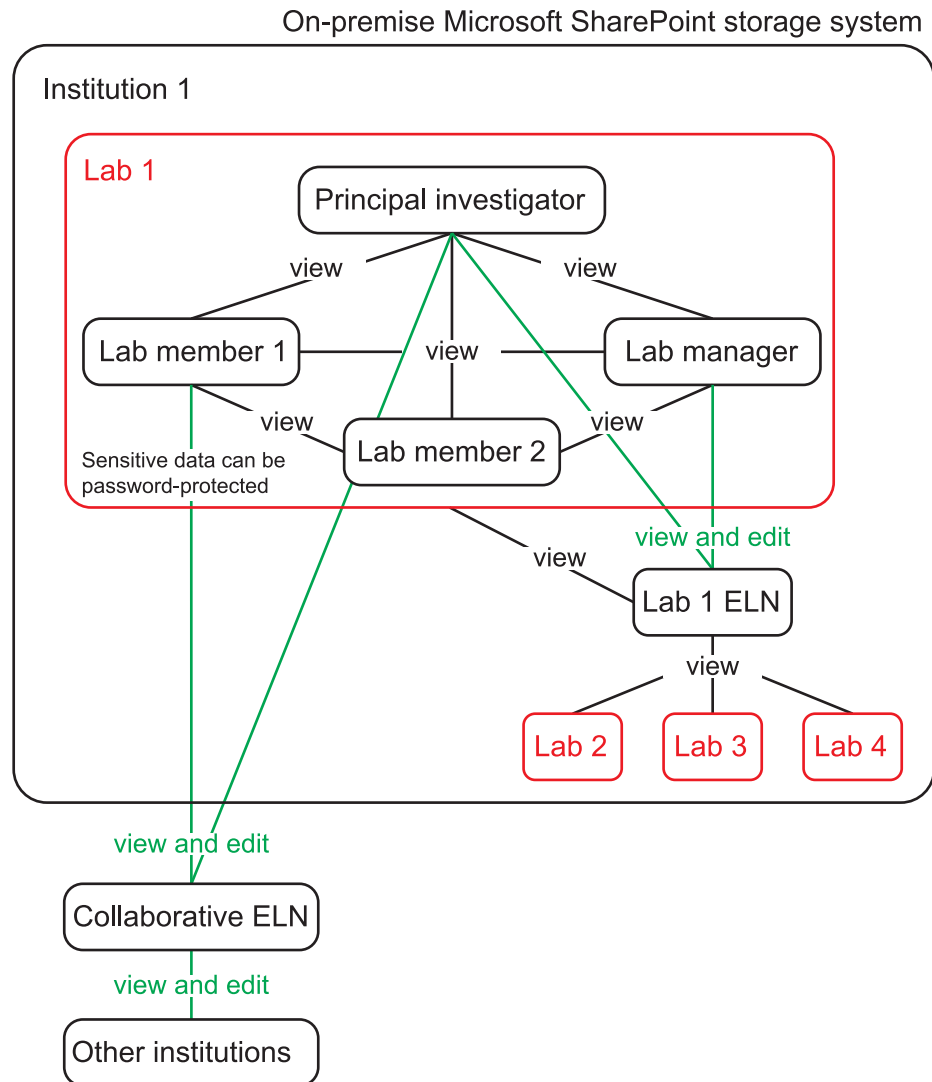 On-premise Microsoft SharePoint storage system
Institution 1
Lab 1
Principal investigator
view
view
Lab member 1
view
Lab manager
view
view
Lab member 2
Sensitive data can be
password-protected
view and edit
view
Lab 1 ELN
view
Lab 2
Lab 3
Lab 4
view and edit
Collaborative ELN
view and edit
Other institutions